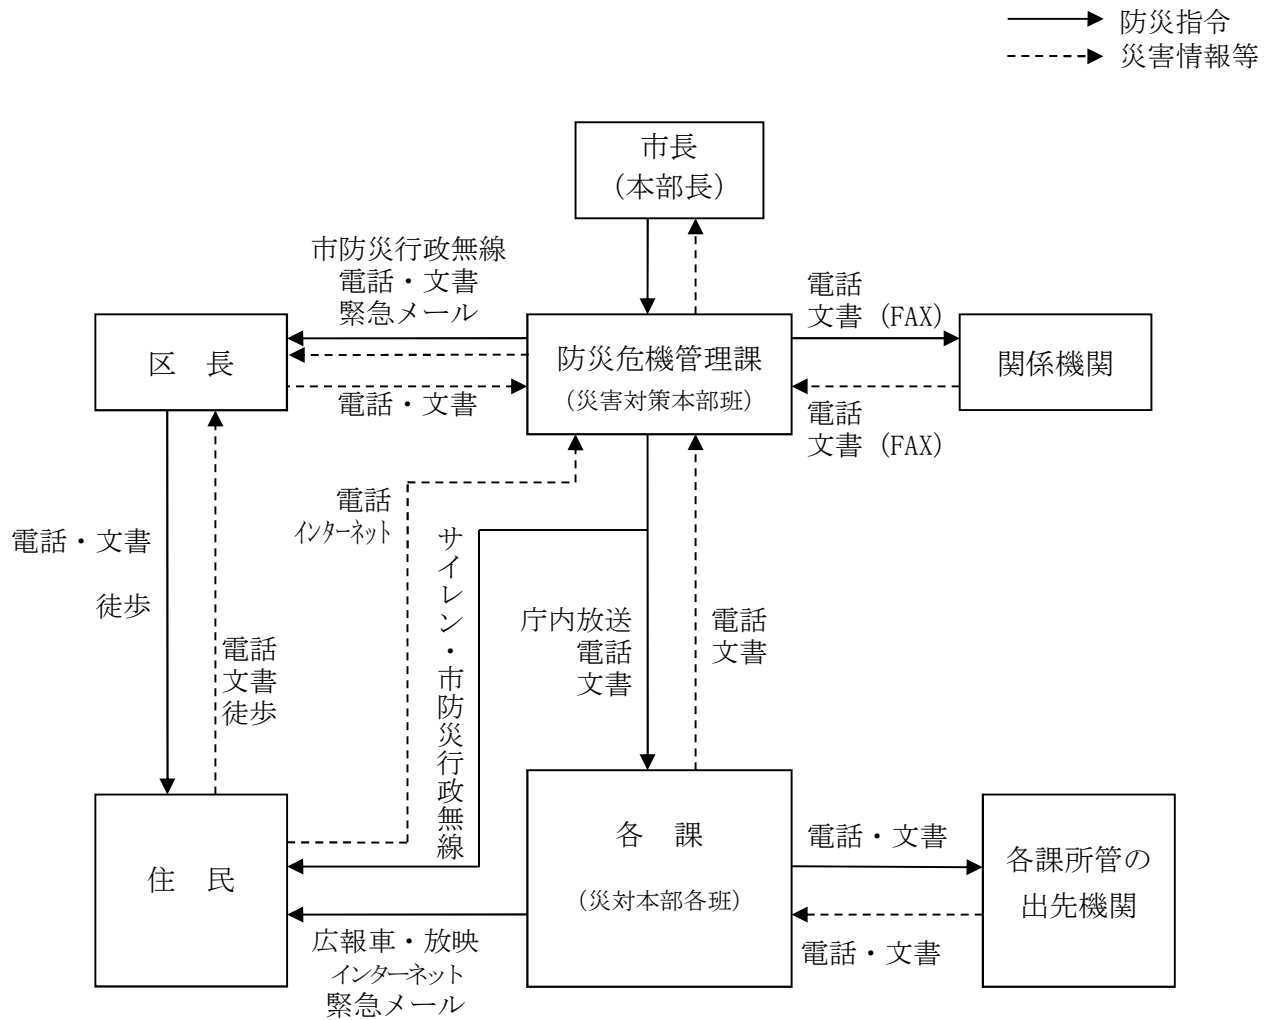 防災指令
災害情報等
市長
（本部長）
市防災行政無線
電話・文書
緊急メール
電話
文書 (FAX)
区　長
防災危機管理課
（災害対策本部班）
関係機関
電話・文書
電話
文書 (FAX)
電話
インターネット
サイレン・市防災行政無線
電話・文書
徒歩
庁内放送
電話
文書
電話
文書
電話
文書
徒歩
各　課
（災対本部各班）
電話・文書
各課所管の
出先機関
住　民
電話・文書
広報車・放映
インターネット
緊急メール